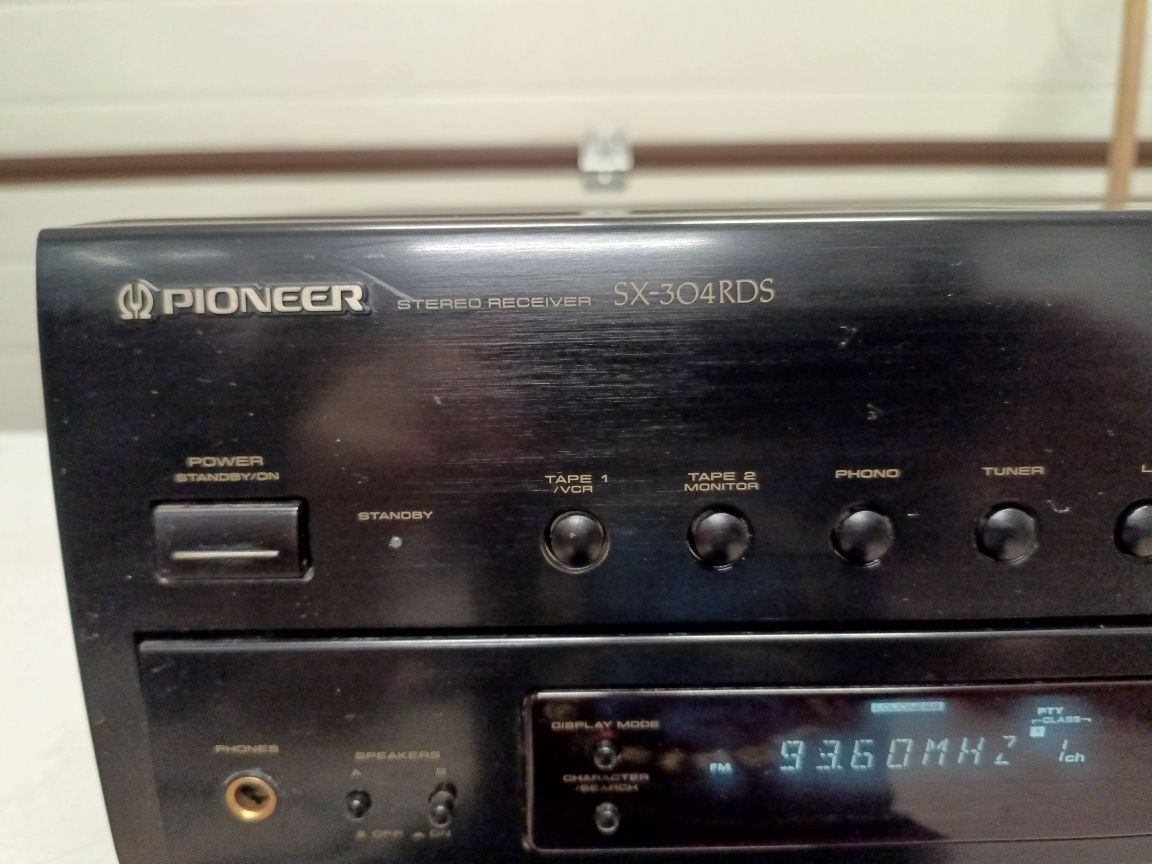 PIONEER STEREO RECEIVER SX-304RDS
POWER
STANDBY/ON
STANDBY
TAPE 1
/VCR
TAPE 2
MONITOR
PHONO
TUNER
L
PHONES
SPEAKERS
A B
OFF ON
DISPLAY MODE
CHARACTER
/SEARCH
LOUDNESS
PTY
CLASS
FM 93.60MHZ 1ch